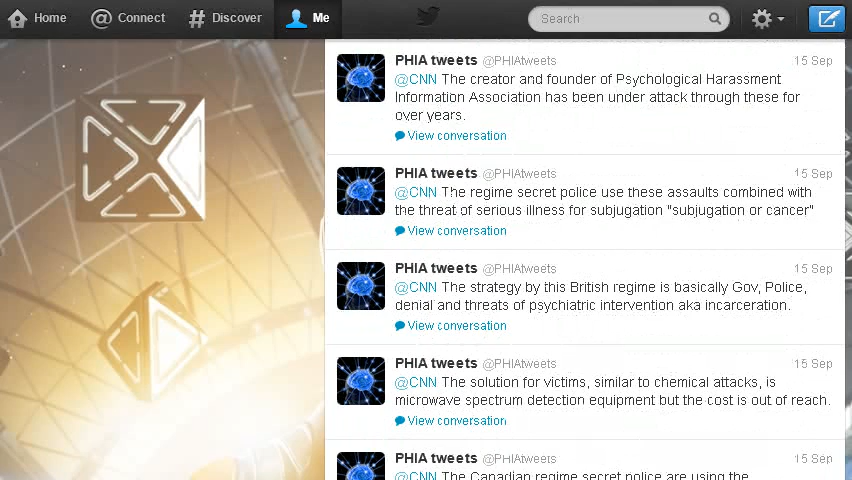 Home
Connect
Discover
Me
Search
PHIA tweets @PHIAtweets 15 Sep
@CNN The creator and founder of Psychological Harassment
Information Association has been under attack through these for
over years.
View conversation
PHIA tweets @PHIAtweets 15 Sep
@CNN The regime secret police use these assaults combined with
the threat of serious illness for subjugation "subjugation or cancer"
View conversation
PHIA tweets @PHIAtweets 15 Sep
@CNN The strategy by this British regime is basically Gov, Police,
denial and threats of psychiatric intervention aka incarceration.
View conversation
PHIA tweets @PHIAtweets 15 Sep
@CNN The solution for victims, similar to chemical attacks, is
microwave spectrum detection equipment but the cost is out of reach.
View conversation
PHIA tweets @PHIAtweets 15 Sep
@CNN The Canadian regime secret police are using the